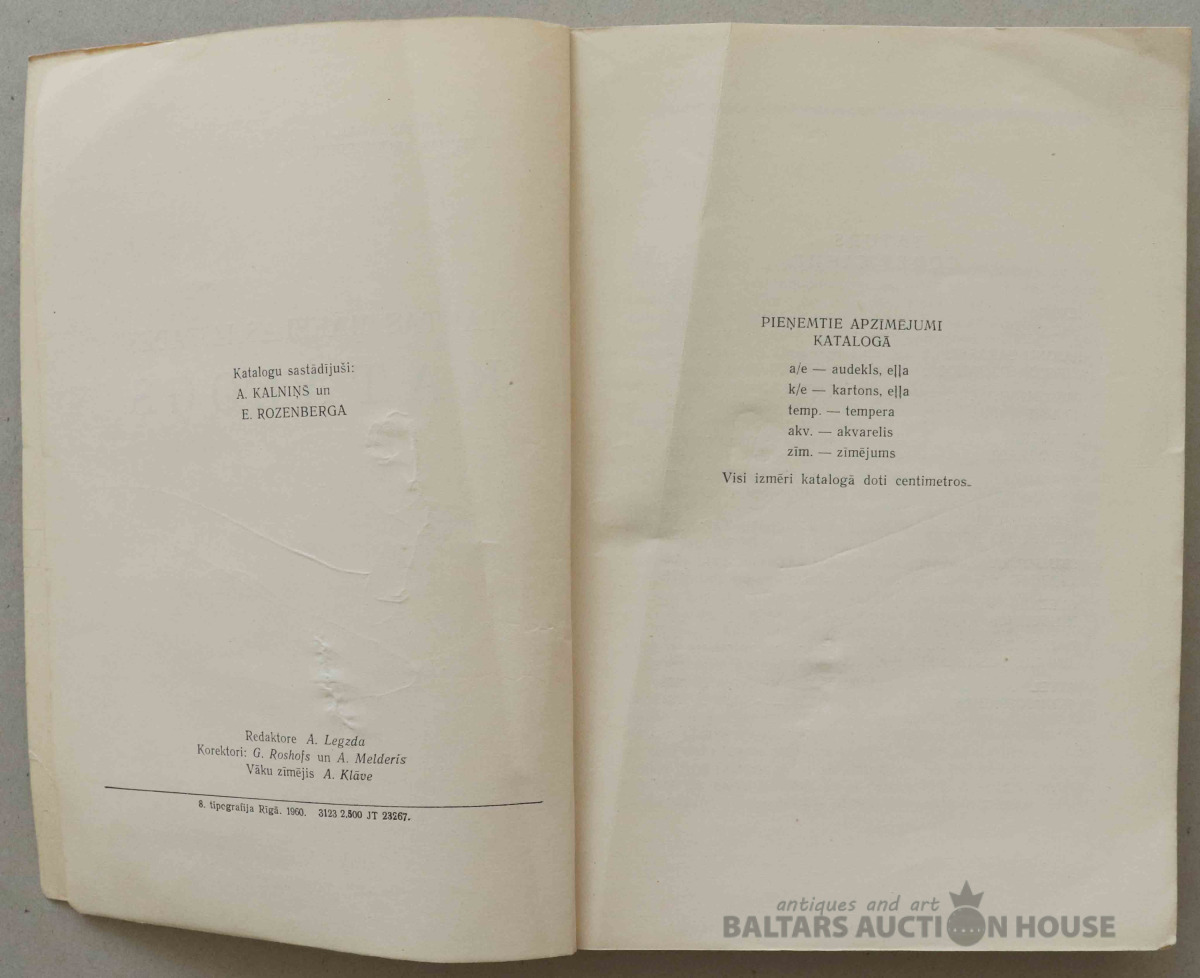 Katalogu sastādījuši:
A. KALNIŅŠ un
E. ROZENBERGA
Redaktore A. Legzda
Korektori: G. Roshofs un A. Melderis
Vāku zīmējis A. Klāve
8. tipografija Rīgā. 1960. 3123 2.500 JT 23267.
PIEŅEMTIE APZĪMĒJUMI
KATALOGĀ
a/e — audekls, eļļa
k/e — kartons, eļļa
temp. — tempera
akv. — akvarelis
zīm. — zīmējums
Visi izmēri katalogā doti centimetros.
antiques and art
BALTARS AUCTION HOUSE